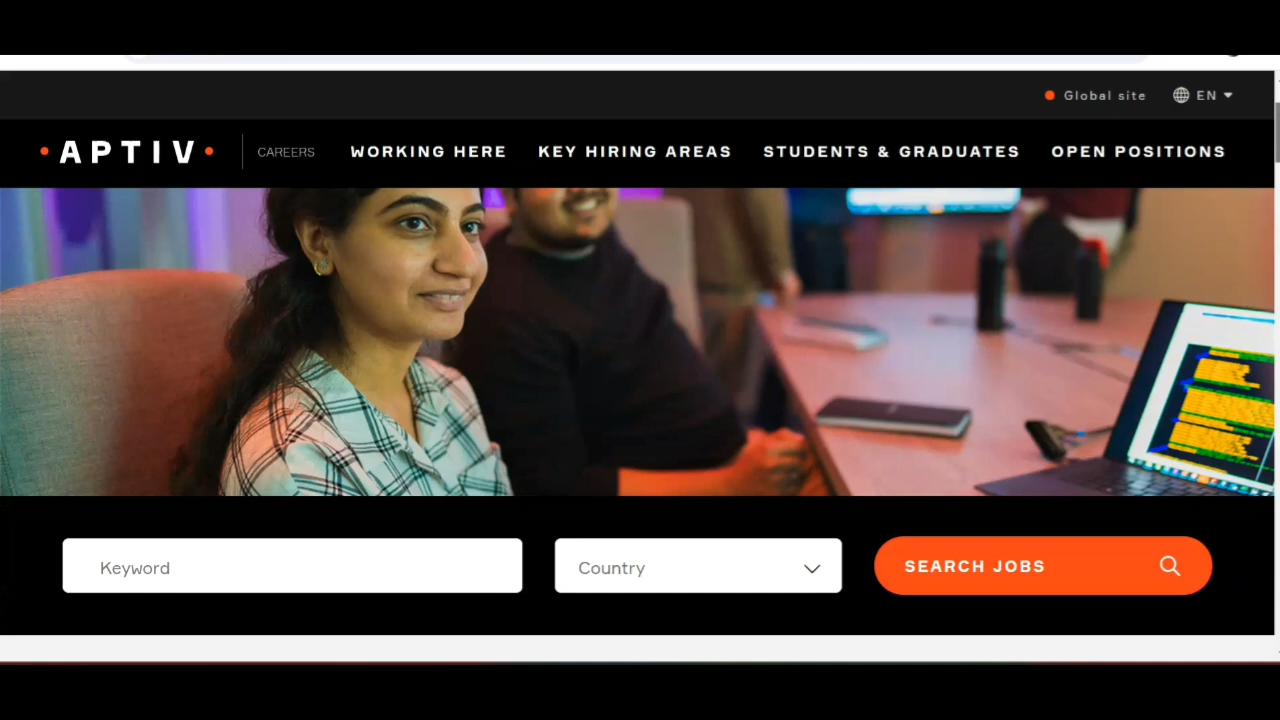 Global site EN
APTIV CAREERS WORKING HERE KEY HIRING AREAS STUDENTS & GRADUATES OPEN POSITIONS
Keyword Country SEARCH JOBS